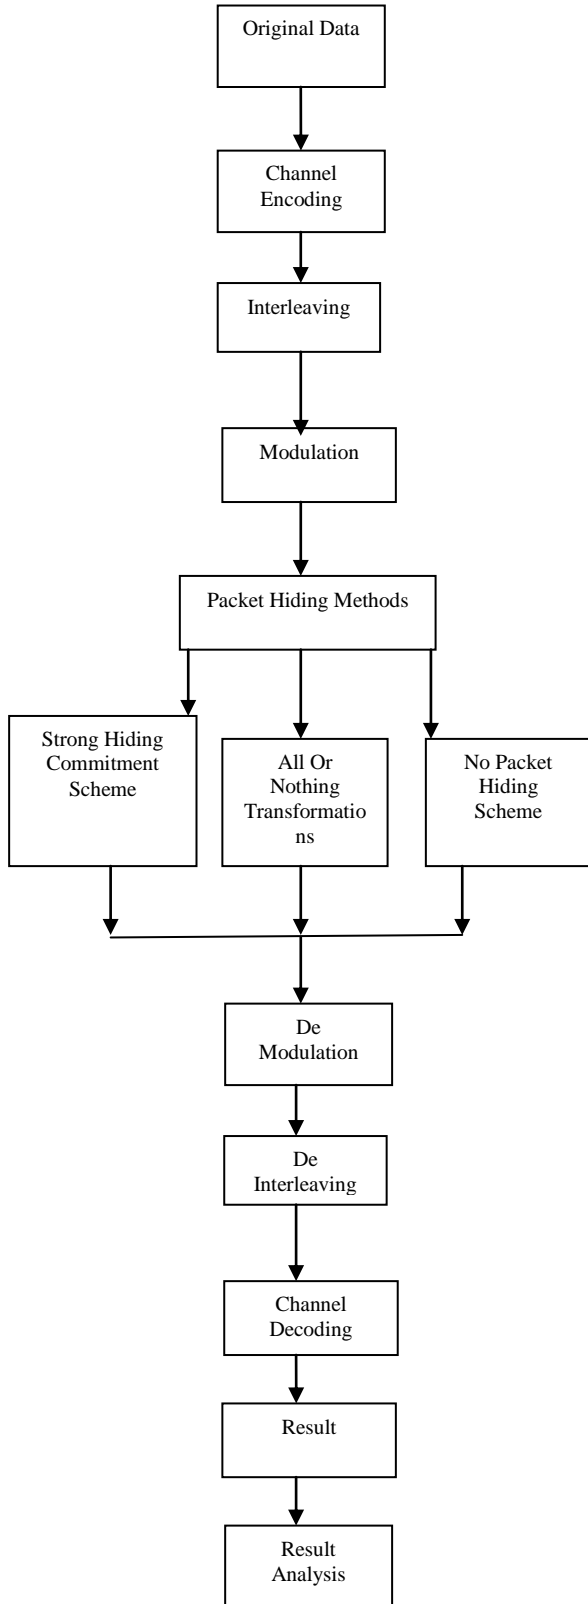 Original Data
Channel
Encoding
Interleaving
Modulation
Packet Hiding Methods
Strong Hiding
Commitment
Scheme
All Or
Nothing
Transformatio
ns
No Packet
Hiding
Scheme
De
Modulation
De
Interleaving
Channel
Decoding
Result
Result
Analysis